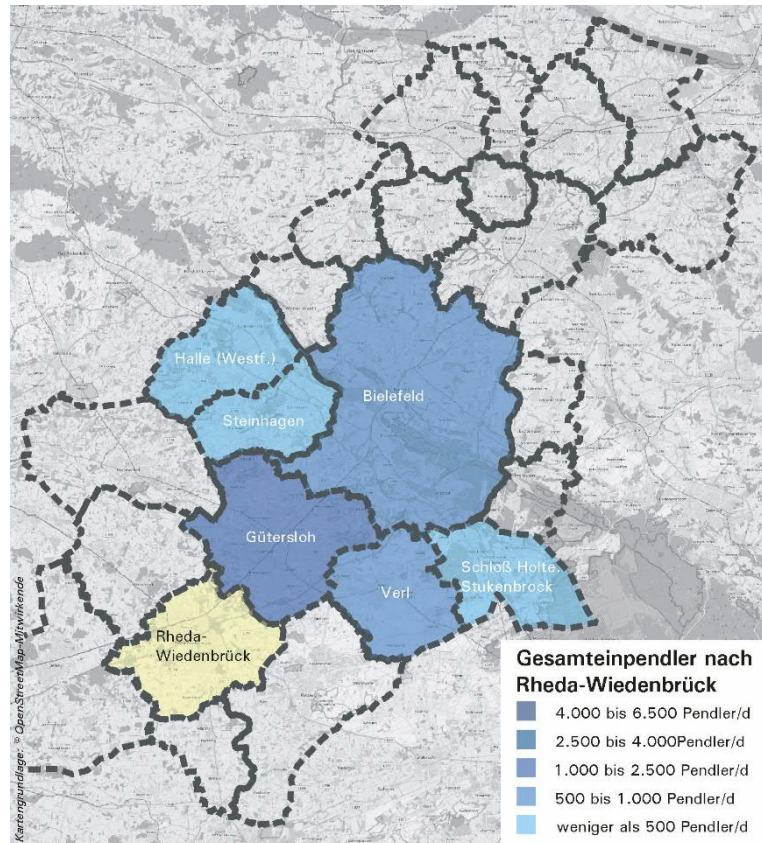 Halle (Westf.)
Steinhagen
Bielefeld
Gütersloh
Schloß Holte.
Stukenbrock
Verl
Rheda-
Wiedenbrück
Kartengrundlage: © OpenStreetMap-Mitwirkende
Gesamteinpendler nach
Rheda-Wiedenbrück
4.000 bis 6.500 Pendler/d
2.500 bis 4.000Pendler/d
1.000 bis 2.500 Pendler/d
500 bis 1.000 Pendler/d
weniger als 500 Pendler/d